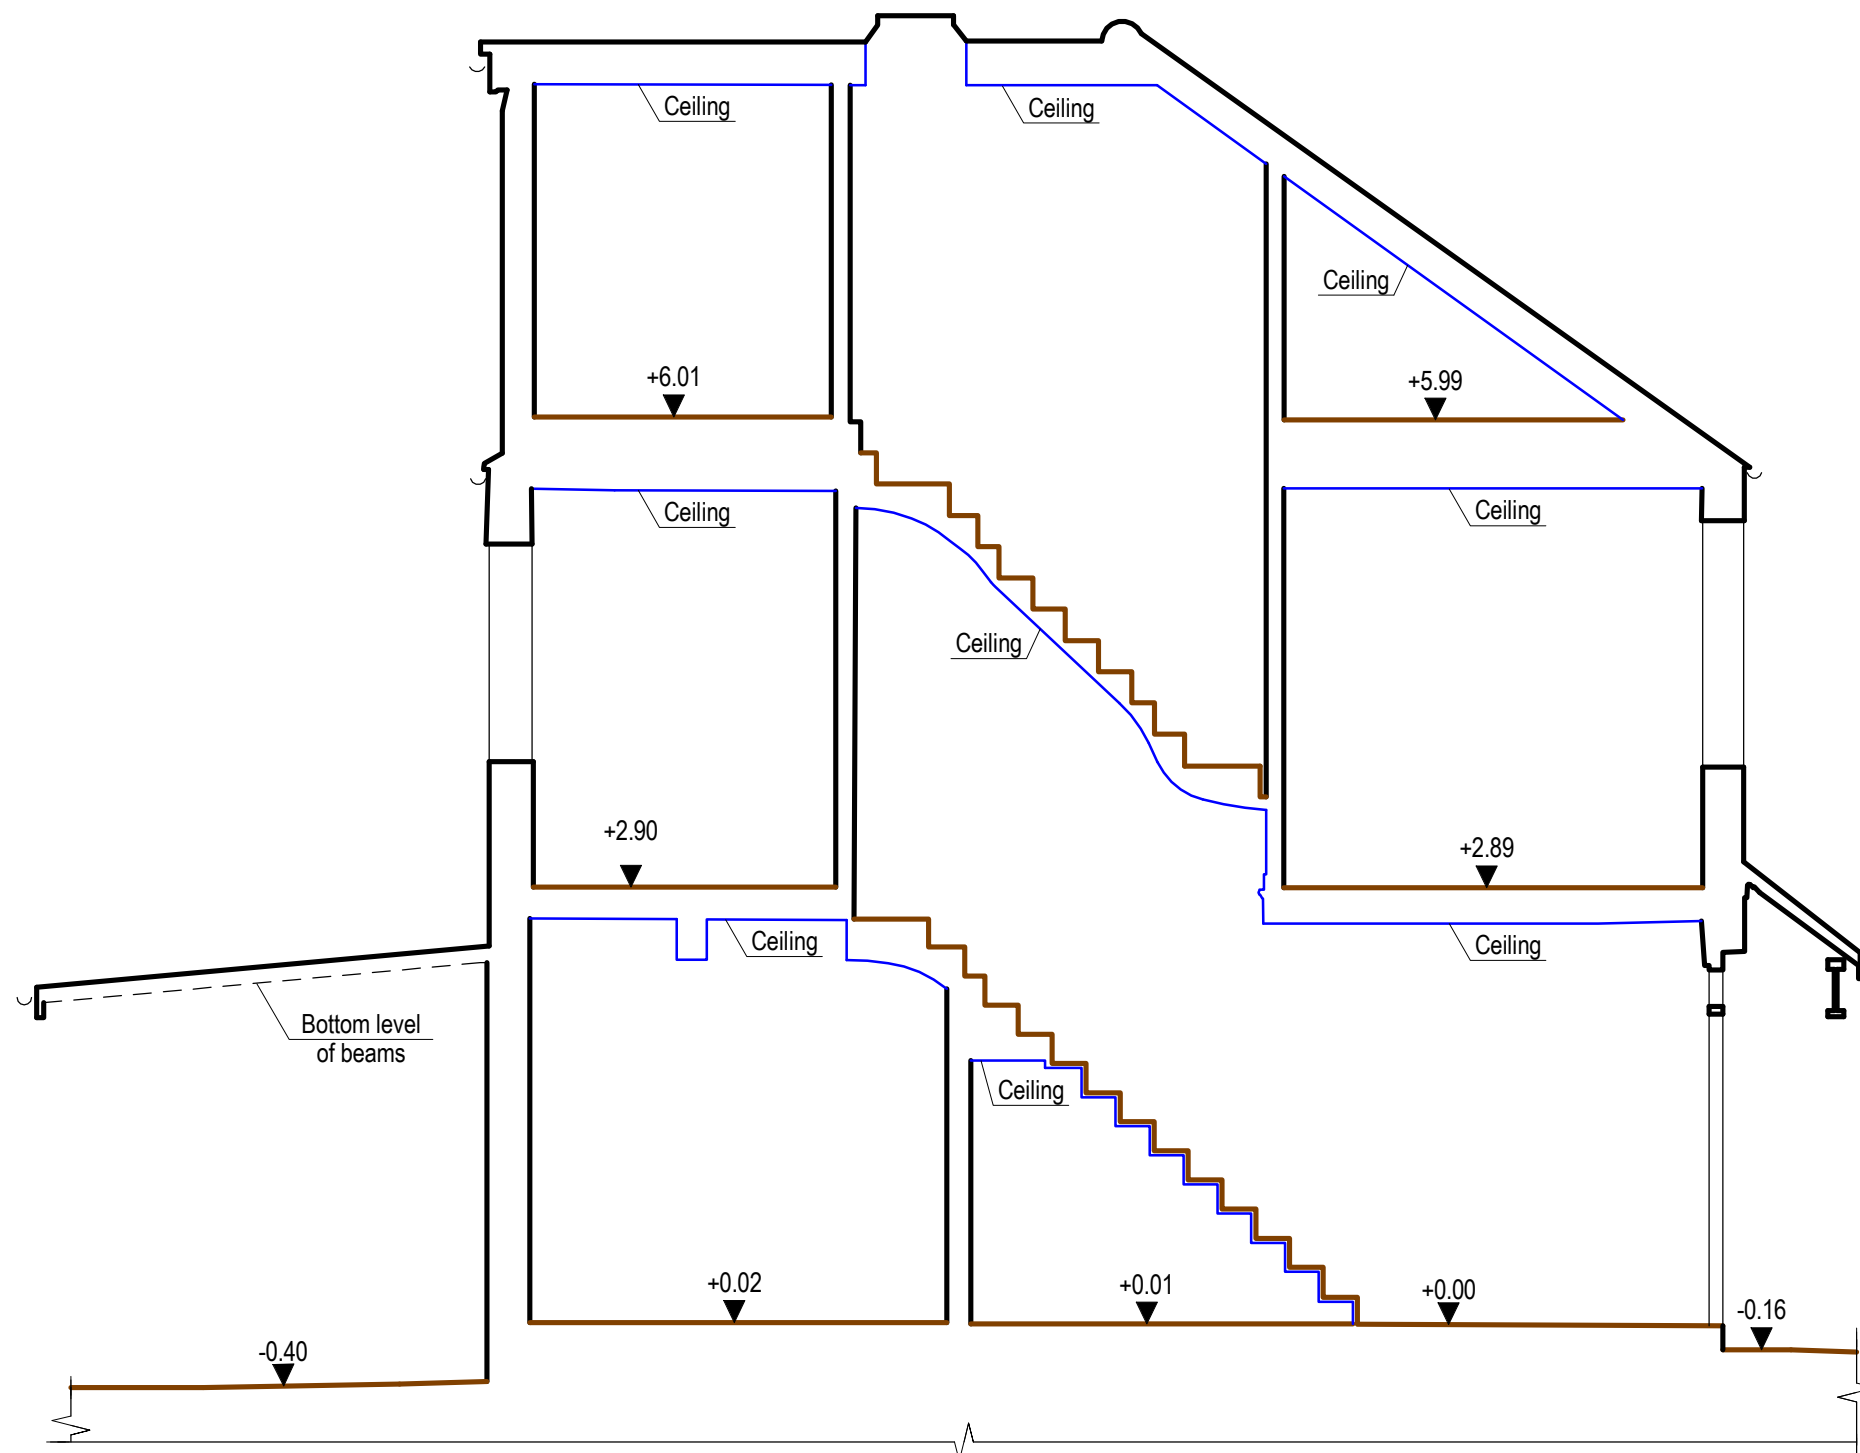 Ceiling
Ceiling
Ceiling
+6.01
+5.99
Ceiling
Ceiling
Ceiling
+2.90
+2.89
Ceiling
Ceiling
Bottom level
of beams
Ceiling
+0.02
+0.01
+0.00
-0.16
-0.40